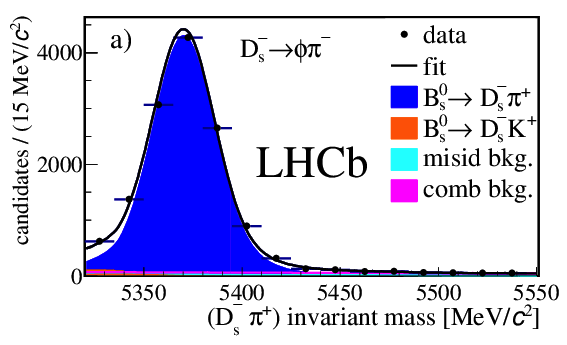 a)
D_s^-→ϕπ^-
LHCb
data
fit
B_s^0→ D_s^-π^+
B_s^0→ D_s^-K^+
misid bkg.
comb bkg.
candidates / (15 MeV/c^2)
4000
2000
0
5350 5400 5450 5500 5550
(D_s^- π^+) invariant mass [MeV/c^2]